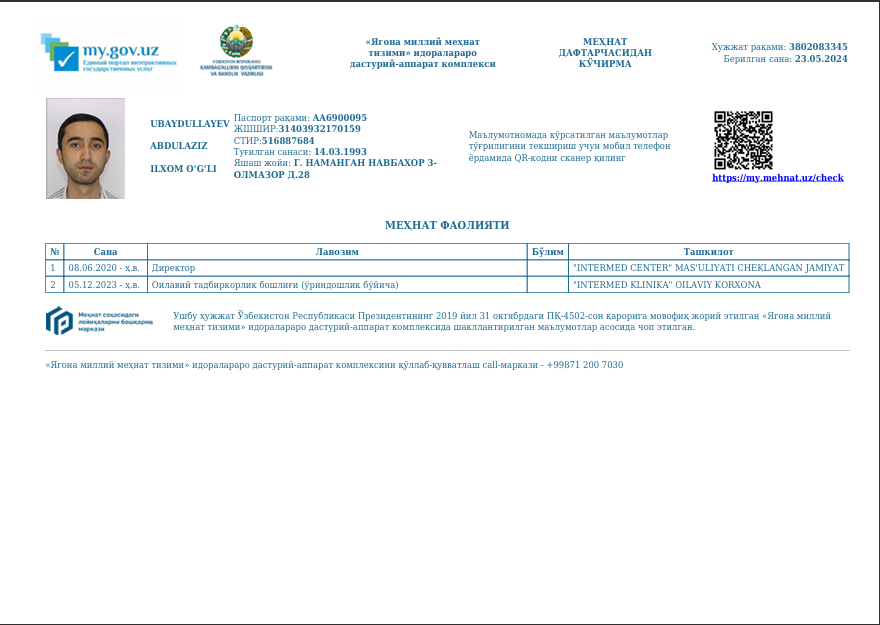 my.gov.uz
Единый портал интерактивных
государственных услуг
O‘ZBEKISTON RESPUBLIKASI
KAMBAG‘ALLIKNI QISQARTIRISH
VA BANDLIK VAZIRLIGI
«Ягона миллий меҳнат
тизими» идоралараро
дастурий-аппарат комплекси
МЕҲНАТ
ДАФТАРЧАСИДАН
КЎЧИРМА
Хужжат рақами: 3802083345
Берилган сана: 23.05.2024
UBAYDULLAYEV
ABDULAZIZ
ILXOM O‘G‘LI
Паспорт рақами: AA6900095
ЖШШИР:31403932170159
СТИР:516887684
Туғилган санаси: 14.03.1993
Яшаш жойи: Г. НАМАНГАН НАВБАХОР 3-
ОЛМАЗОР Д.28
Маълумотномада кўрсатилган маълумотлар
тўғрилигини текшириш учун мобил телефон
ёрдамида QR-кодни сканер қилинг
https://my.mehnat.uz/check
МЕҲНАТ ФАОЛИЯТИ
№ Сана Лавозим Бўлим Ташкилот
1 08.06.2020 - ҳ.в. Директор "INTERMED CENTER" MAS'ULIYATI CHEKLANGAN JAMIYAT
2 05.12.2023 - ҳ.в. Оилавий тадбиркорлик бошлиғи (ўриндошлик бўйича) "INTERMED KLINIKA" OILAVIY KORXONA
Меҳнат соҳасидаги
лойиҳаларни бошқариш
маркази
Ушбу ҳужжат Ўзбекистон Республикаси Президентининг 2019 йил 31 октябрдаги ПҚ-4502-сон қарорига мовофиқ жорий этилган «Ягона миллий
меҳнат тизими» идоралараро дастурий-аппарат комплексида шакллантирилган маълумотлар асосида чоп этилган.
«Ягона миллий меҳнат тизими» идоралараро дастурий-аппарат комплексини қўллаб-қувватлаш call-маркази - +99871 200 7030